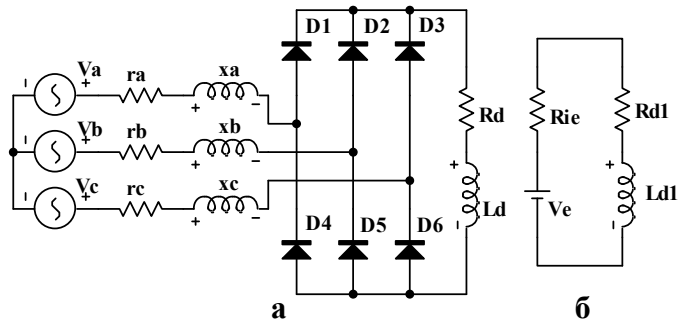 D1 D2 D3
Va ra xa
Vb rb xb
Vc rc xc
Rd
Ld
D4 D5 D6
а
Rie
Rd1
Ve
Ld1
б